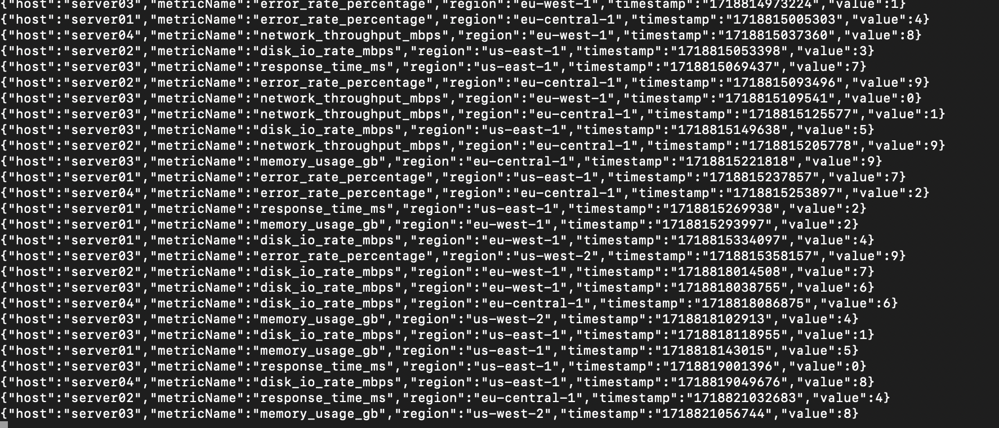 {"host":"server03","metricName":"error_rate_percentage","region":"eu-west-1","timestamp":"1718814973224","value":1}
{"host":"server01","metricName":"error_rate_percentage","region":"eu-central-1","timestamp":"1718815005303","value":4}
{"host":"server04","metricName":"network_throughput_mbps","region":"eu-west-1","timestamp":"1718815037360","value":8}
{"host":"server02","metricName":"disk_io_rate_mbps","region":"us-east-1","timestamp":"1718815053398","value":3}
{"host":"server03","metricName":"response_time_ms","region":"us-east-1","timestamp":"1718815069437","value":7}
{"host":"server02","metricName":"error_rate_percentage","region":"eu-central-1","timestamp":"1718815093496","value":9}
{"host":"server03","metricName":"network_throughput_mbps","region":"eu-west-1","timestamp":"1718815109541","value":0}
{"host":"server03","metricName":"network_throughput_mbps","region":"eu-central-1","timestamp":"1718815125577","value":1}
{"host":"server03","metricName":"disk_io_rate_mbps","region":"us-east-1","timestamp":"1718815149638","value":5}
{"host":"server02","metricName":"network_throughput_mbps","region":"eu-central-1","timestamp":"1718815205778","value":9}
{"host":"server03","metricName":"memory_usage_gb","region":"eu-central-1","timestamp":"1718815221818","value":9}
{"host":"server01","metricName":"error_rate_percentage","region":"us-east-1","timestamp":"1718815237857","value":7}
{"host":"server04","metricName":"error_rate_percentage","region":"eu-central-1","timestamp":"1718815253897","value":2}
{"host":"server01","metricName":"response_time_ms","region":"us-east-1","timestamp":"1718815269938","value":2}
{"host":"server01","metricName":"memory_usage_gb","region":"eu-west-1","timestamp":"1718815293997","value":2}
{"host":"server01","metricName":"disk_io_rate_mbps","region":"eu-west-1","timestamp":"1718815334097","value":4}
{"host":"server03","metricName":"error_rate_percentage","region":"us-west-2","timestamp":"1718815358157","value":9}
{"host":"server02","metricName":"disk_io_rate_mbps","region":"eu-west-1","timestamp":"1718818014508","value":7}
{"host":"server03","metricName":"disk_io_rate_mbps","region":"eu-west-1","timestamp":"1718818038755","value":6}
{"host":"server04","metricName":"disk_io_rate_mbps","region":"eu-central-1","timestamp":"1718818086875","value":6}
{"host":"server03","metricName":"memory_usage_gb","region":"us-west-2","timestamp":"1718818102913","value":4}
{"host":"server03","metricName":"disk_io_rate_mbps","region":"us-east-1","timestamp":"1718818118955","value":1}
{"host":"server01","metricName":"memory_usage_gb","region":"us-east-1","timestamp":"1718818143015","value":5}
{"host":"server03","metricName":"response_time_ms","region":"us-east-1","timestamp":"1718819001396","value":0}
{"host":"server04","metricName":"disk_io_rate_mbps","region":"us-east-1","timestamp":"1718819049676","value":8}
{"host":"server02","metricName":"response_time_ms","region":"eu-central-1","timestamp":"1718821032683","value":4}
{"host":"server03","metricName":"memory_usage_gb","region":"us-west-2","timestamp":"1718821056744","value":8}